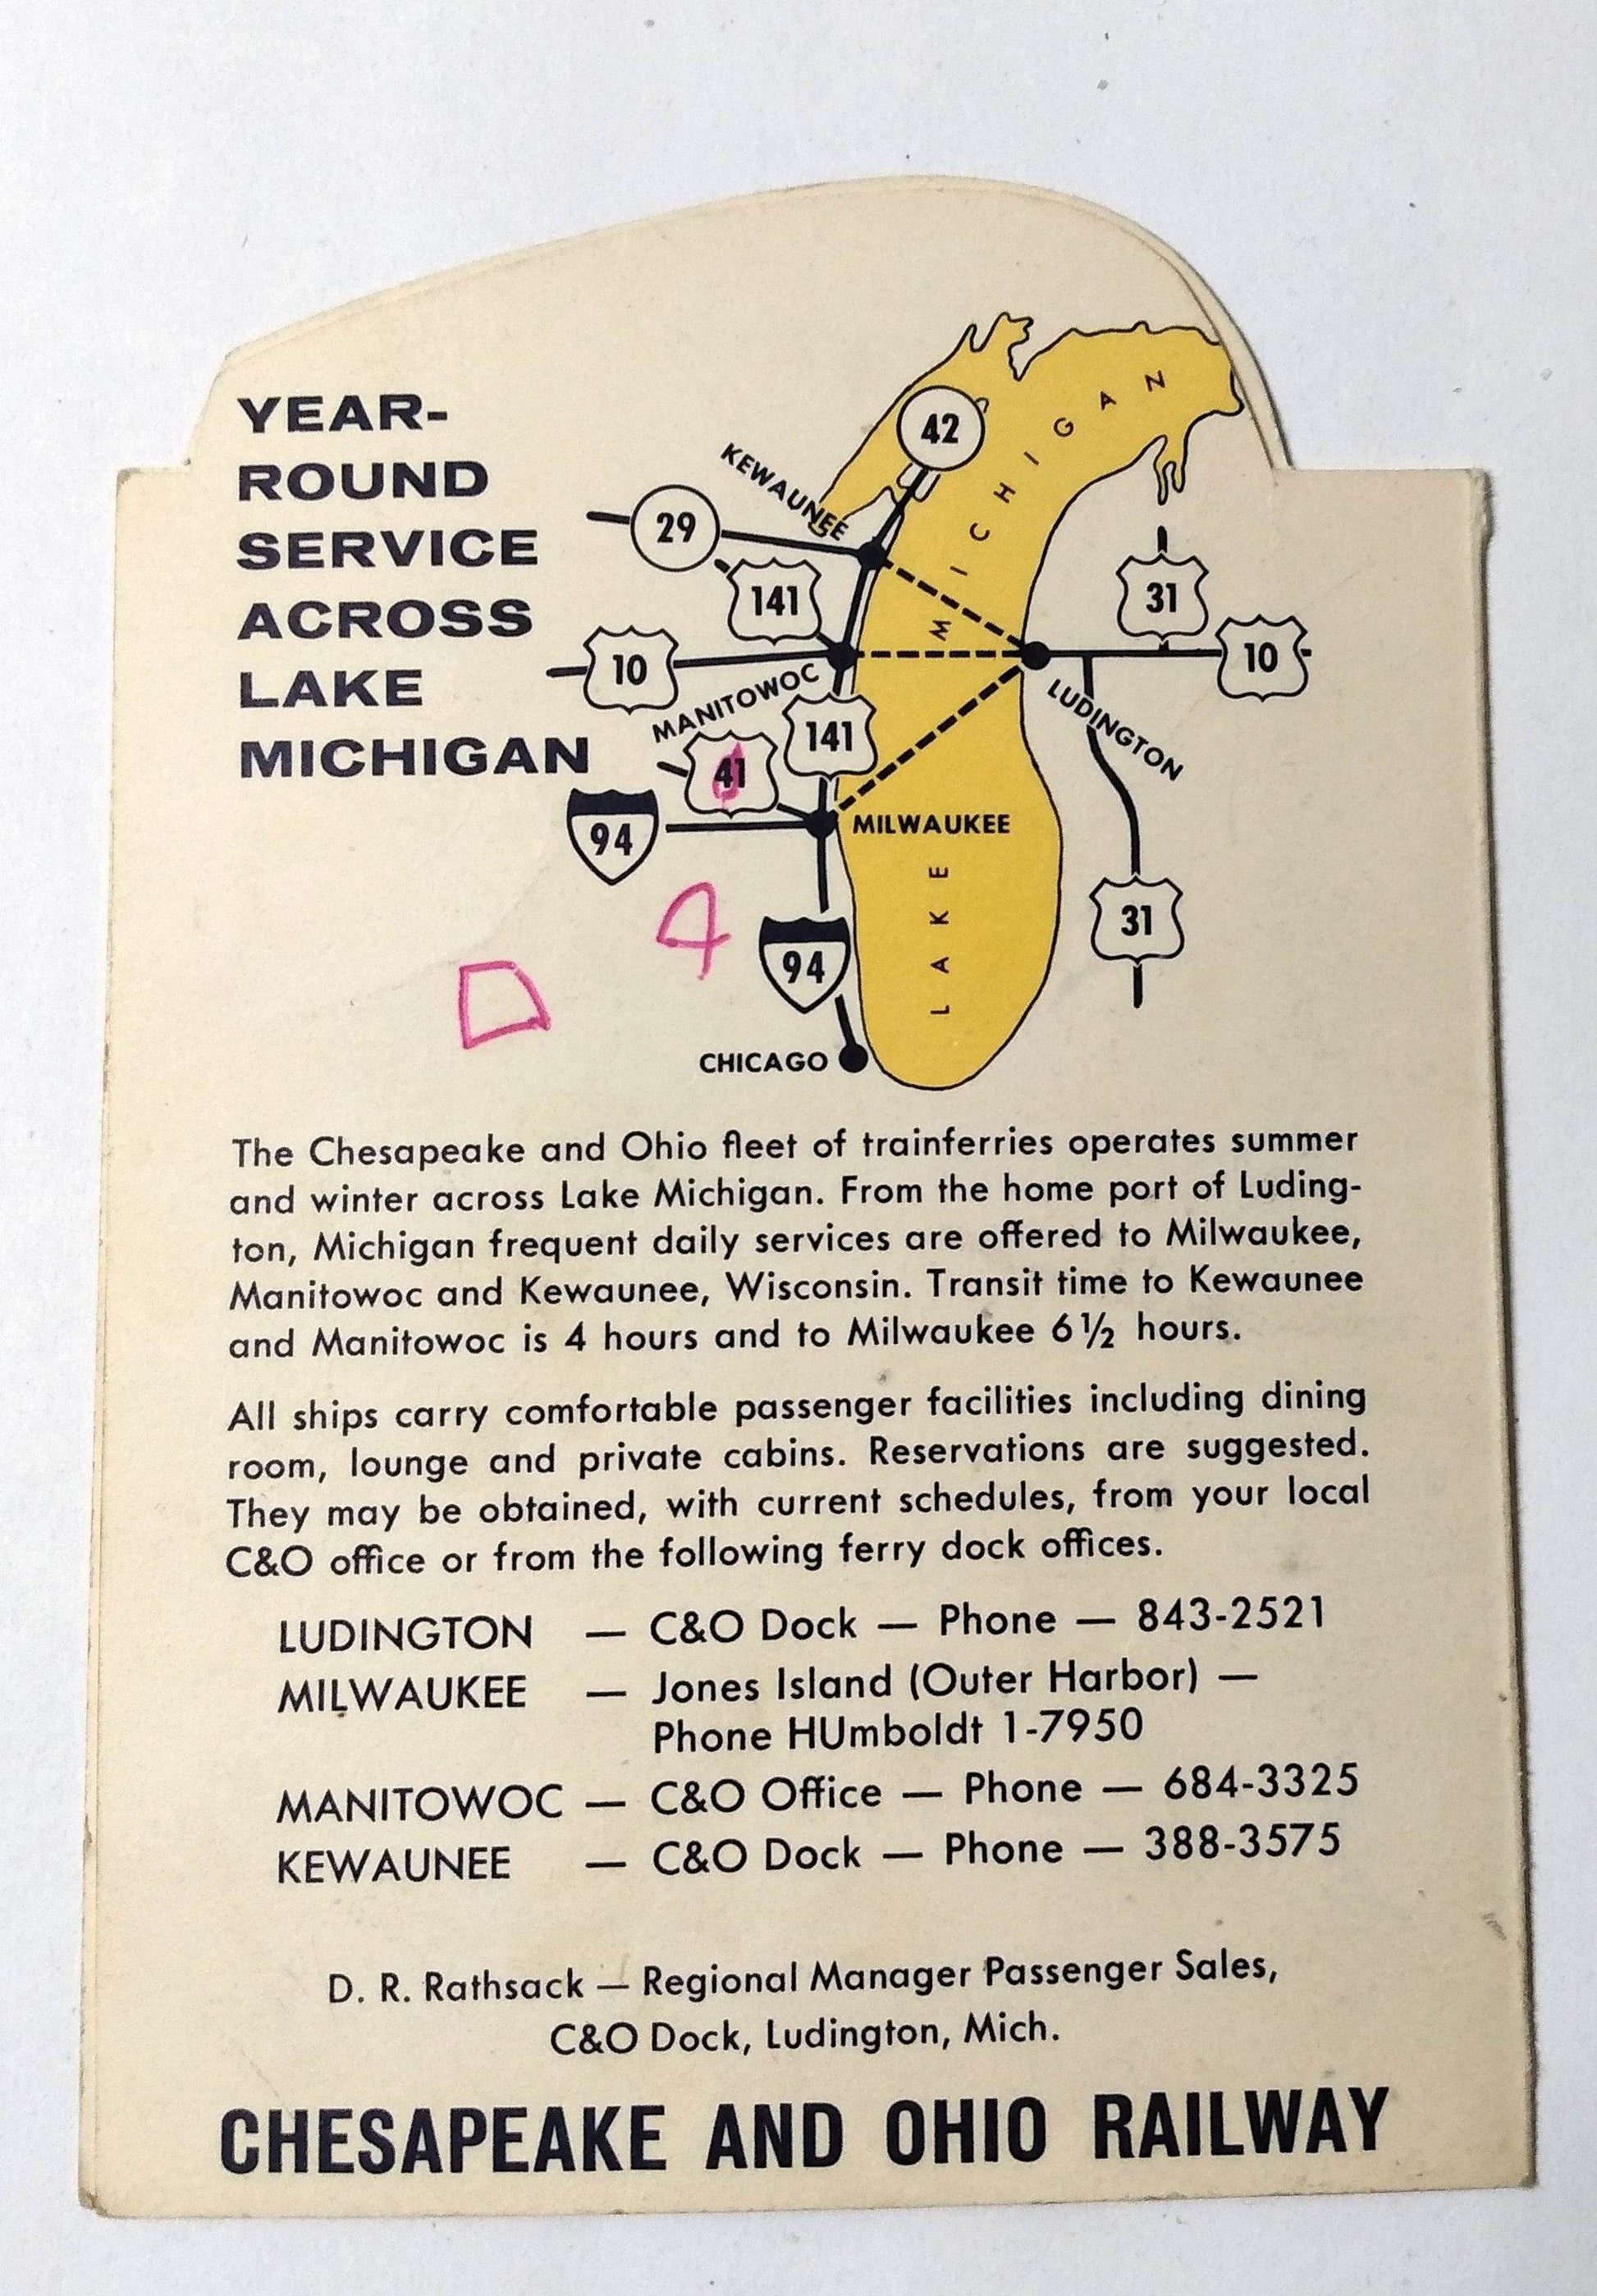 YEAR-
ROUND
SERVICE
ACROSS
LAKE
MICHIGAN
42
KEWAUNEE
29
141
31
10
10
MANITOWOC
LUDINGTON
41
141
94
MILWAUKEE
4
94
31
CHICAGO
LAKE MICHIGAN
The Chesapeake and Ohio fleet of trainferries operates summer
and winter across Lake Michigan. From the home port of Luding-
ton, Michigan frequent daily services are offered to Milwaukee,
Manitowoc and Kewaunee, Wisconsin. Transit time to Kewaunee
and Manitowoc is 4 hours and to Milwaukee 6½ hours.
All ships carry comfortable passenger facilities including dining
room, lounge and private cabins. Reservations are suggested.
They may be obtained, with current schedules, from your local
C&O office or from the following ferry dock offices.
LUDINGTON — C&O Dock — Phone — 843-2521
MILWAUKEE — Jones Island (Outer Harbor) —
Phone HUmboldt 1-7950
MANITOWOC — C&O Office — Phone — 684-3325
KEWAUNEE — C&O Dock — Phone — 388-3575
D. R. Rathsack — Regional Manager Passenger Sales,
C&O Dock, Ludington, Mich.
CHESAPEAKE AND OHIO RAILWAY